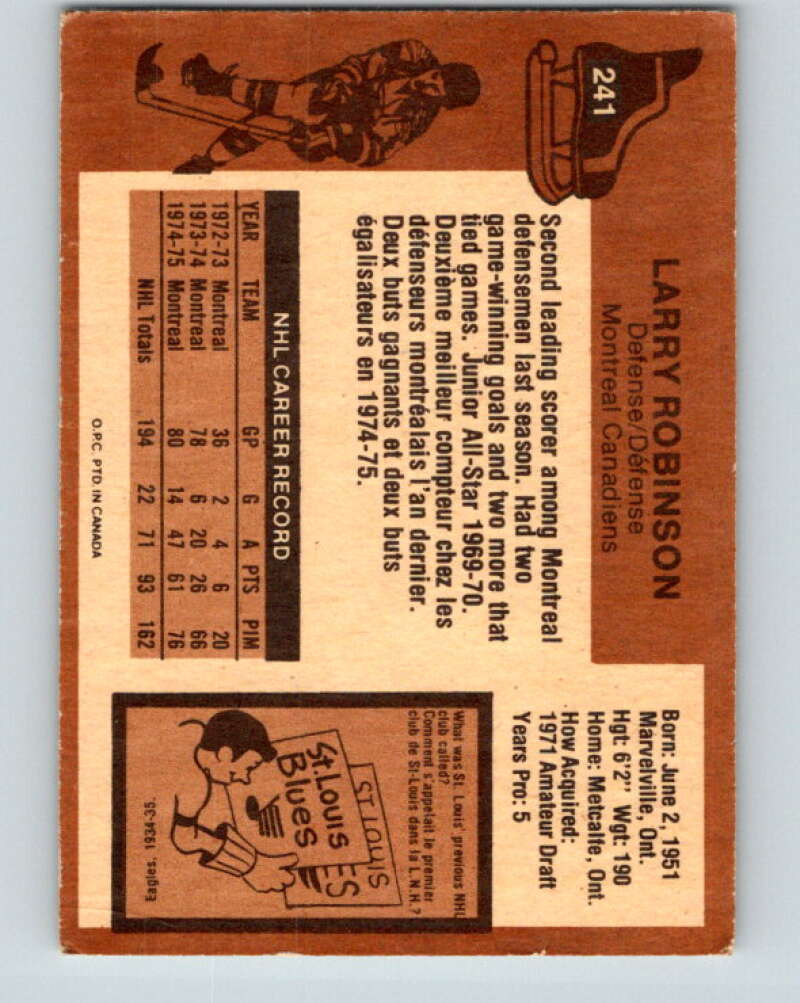 241
LARRY ROBINSON
Defense/Défense
Montreal Canadiens
Second leading scorer among Montreal
defensemen last season. Had two
game-winning goals and two more that
tied games. Junior All-Star 1969-70.
Deuxième meilleur compteur chez les
défenseurs montréalais l'an dernier.
Deux buts gagnants et deux buts
égalisateurs en 1974-75.
NHL CAREER RECORD
YEAR TEAM GP G A PTS PIM
1972-73 Montreal 36 2 4 6 20
1973-74 Montreal 78 6 20 26 66
1974-75 Montreal 80 14 47 61 76
NHL Totals 194 22 71 93 162
O.P.C. PTD. IN CANADA
Born: June 2, 1951
Marvelville, Ont.
Hgt: 6'2" Wgt: 190
Home: Metcalfe, Ont.
How Acquired:
1971 Amateur Draft
Years Pro: 5
What was St. Louis' previous NHL
club called?
Comment s'appelait le premier
club de St-Louis dans la L.N.H.?
ST LOUIS
ES
St. Louis
Blues
Eagles, 1934-35.